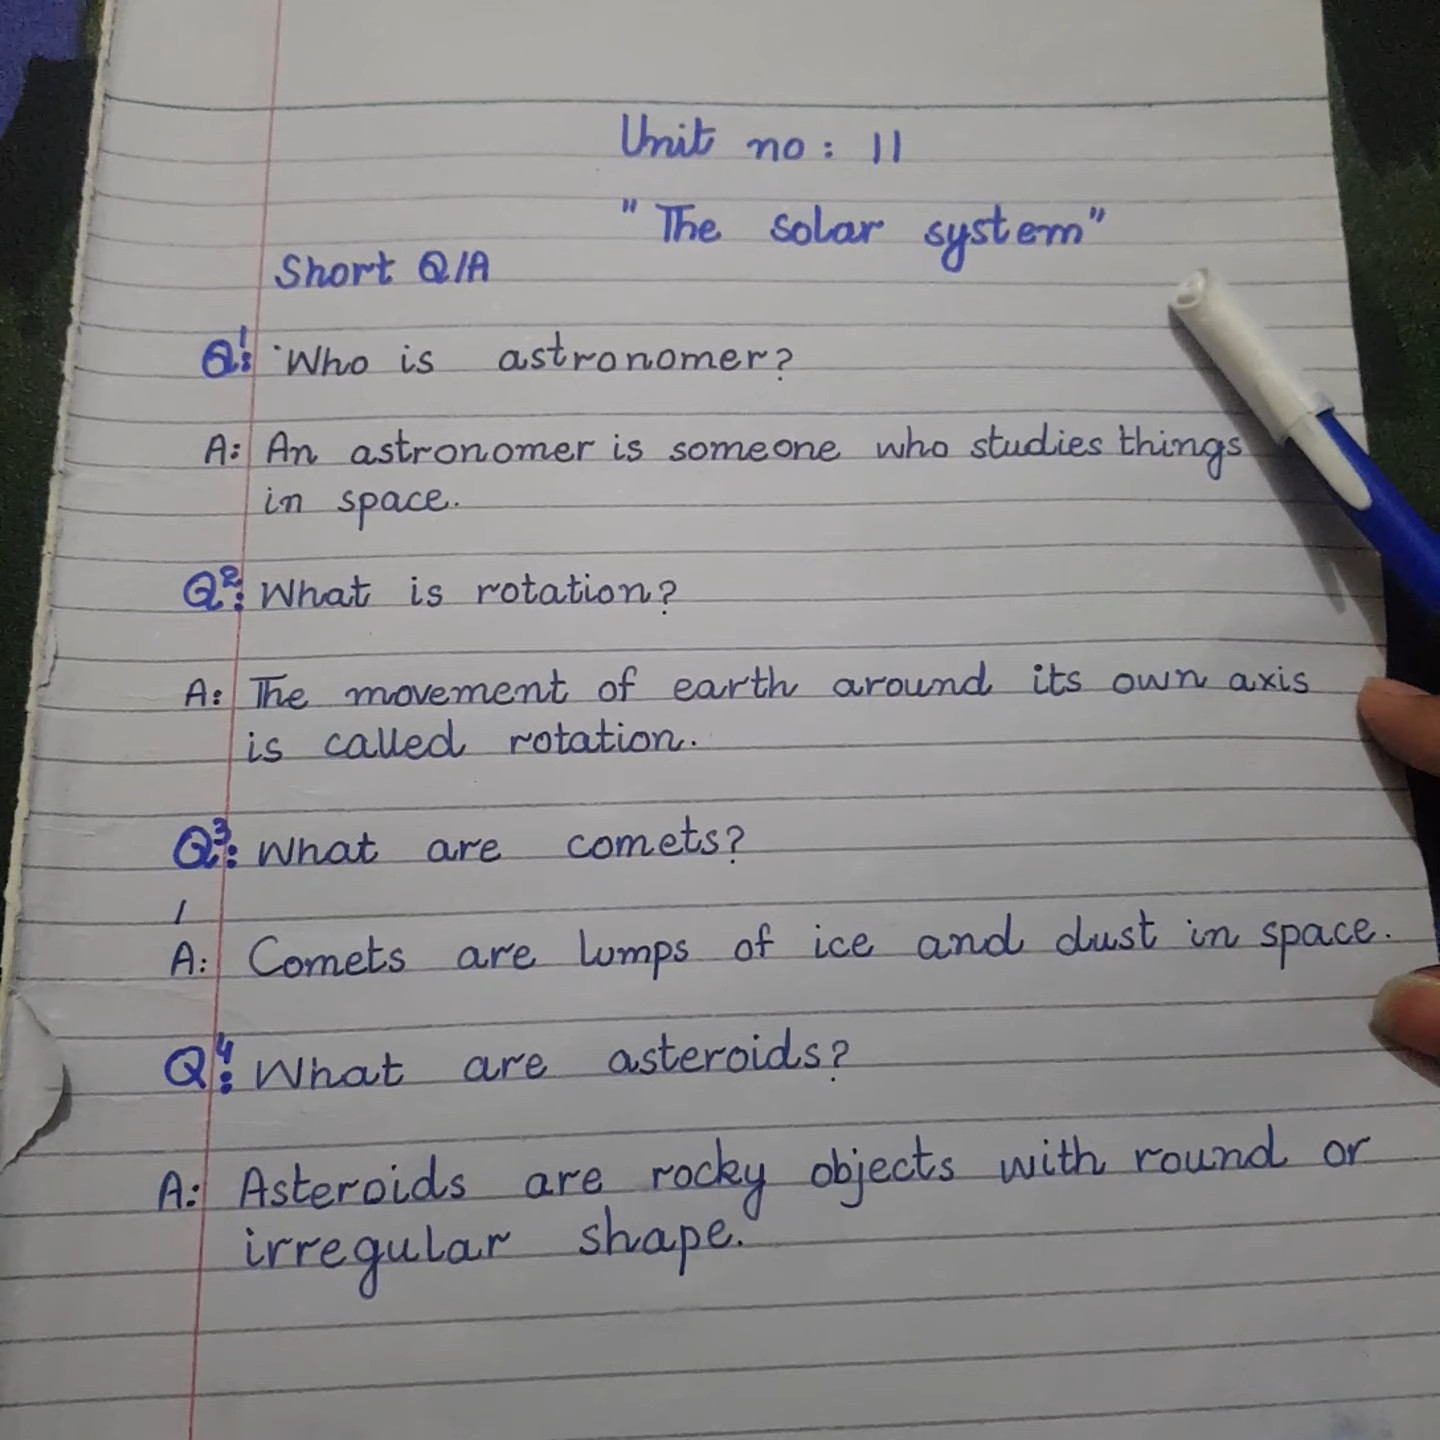 Unit no: 11
"The solar system"
Short Q/A
Q1: Who is astronomer?
A: An astronomer is someone who studies things
in space.
Q2: What is rotation?
A: The movement of earth around its own axis
is called rotation.
Q3: What are comets?
A: Comets are lumps of ice and dust in space.
Q4: What are asteroids?
A: Asteroids are rocky objects with round or
irregular shape.